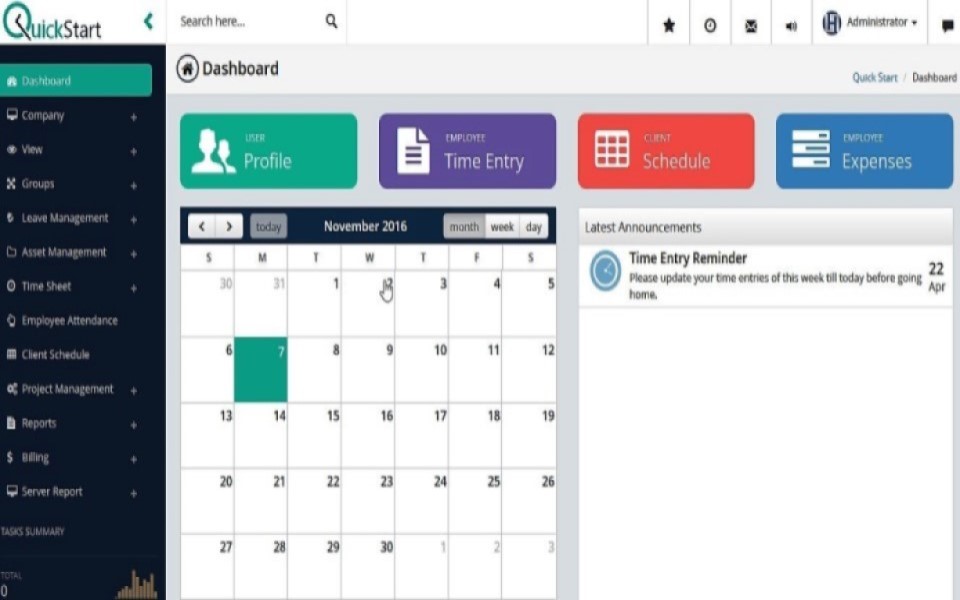 QuickStart
Search here...
Administrator
Dashboard
Quick Start / Dashboard
Dashboard
Company +
View +
Groups +
Leave Management +
Asset Management +
Time Sheet +
Employee Attendance
Client Schedule
Project Management +
Reports +
$ Billing +
Server Report +
TASKS SUMMARY
TOTAL
0
USER
Profile
EMPLOYEE
Time Entry
CLIENT
Schedule
EMPLOYEE
Expenses
today November 2016 month week day
S M T W T F S
30 31 1 2 3 4 5
6 7 8 9 10 11 12
13 14 15 16 17 18 19
20 21 22 23 24 25 26
27 28 29 30 1 2 3
Latest Announcements
Time Entry Reminder
Please update your time entries of this week till today before going
home.
22
Apr